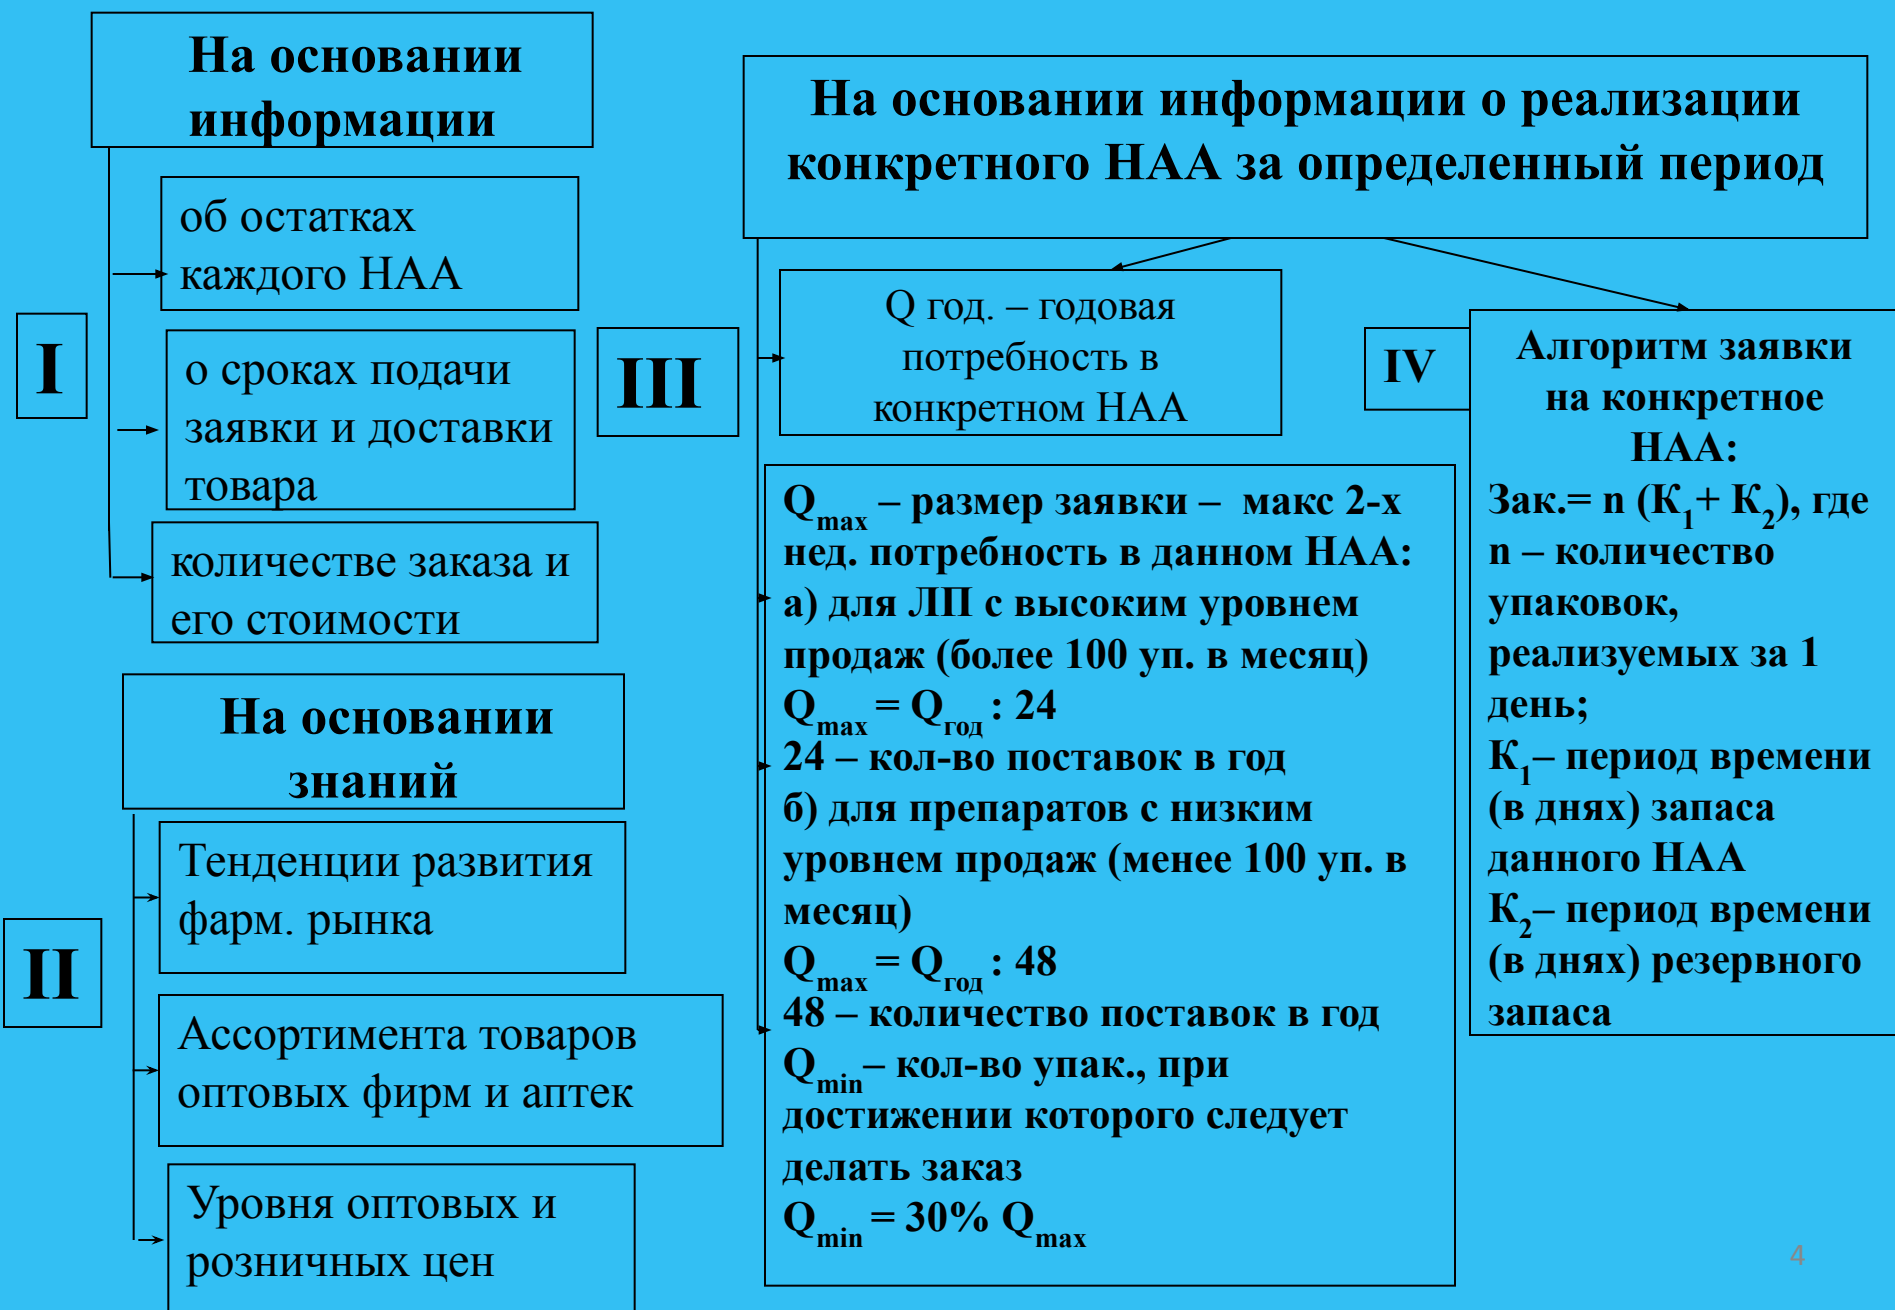 На основании
информации
об остатках
каждого НАА
I
о сроках подачи
заявки и доставки
товара
количестве заказа и
его стоимости
На основании
знаний
Тенденции развития
фарм. рынка
II
Ассортимента товаров
оптовых фирм и аптек
Уровня оптовых и
розничных цен
На основании информации о реализации
конкретного НАА за определенный период
III
Q год. – годовая
потребность в
конкретном НАА
Qmax – размер заявки – макс 2-х
нед. потребность в данном НАА:
а) для ЛП с высоким уровнем
продаж (более 100 уп. в месяц)
Qmax = Qгод : 24
24 – кол-во поставок в год
б) для препаратов с низким
уровнем продаж (менее 100 уп. в
месяц)
Qmax = Qгод : 48
48 – количество поставок в год
Qmin – кол-во упак., при
достижении которого следует
делать заказ
Qmin = 30% Qmax
IV
Алгоритм заявки
на конкретное
НАА:
Зак.= n (К1+ К2), где
n – количество
упаковок,
реализуемых за 1
день;
К1– период времени
(в днях) запаса
данного НАА
К2– период времени
(в днях) резервного
запаса
4